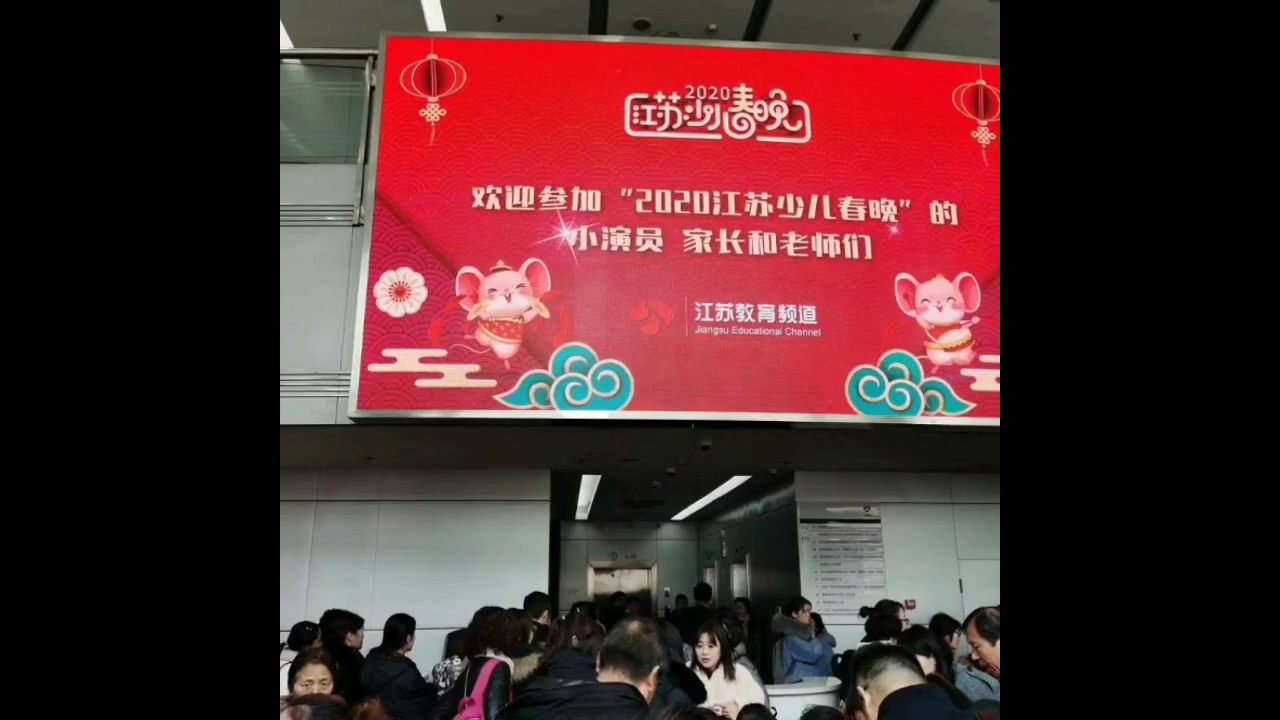 2020
江苏少儿春晚
欢迎参加“2020江苏少儿春晚”的
小演员 家长和老师们
江苏教育频道
Jiangsu Educational Channel